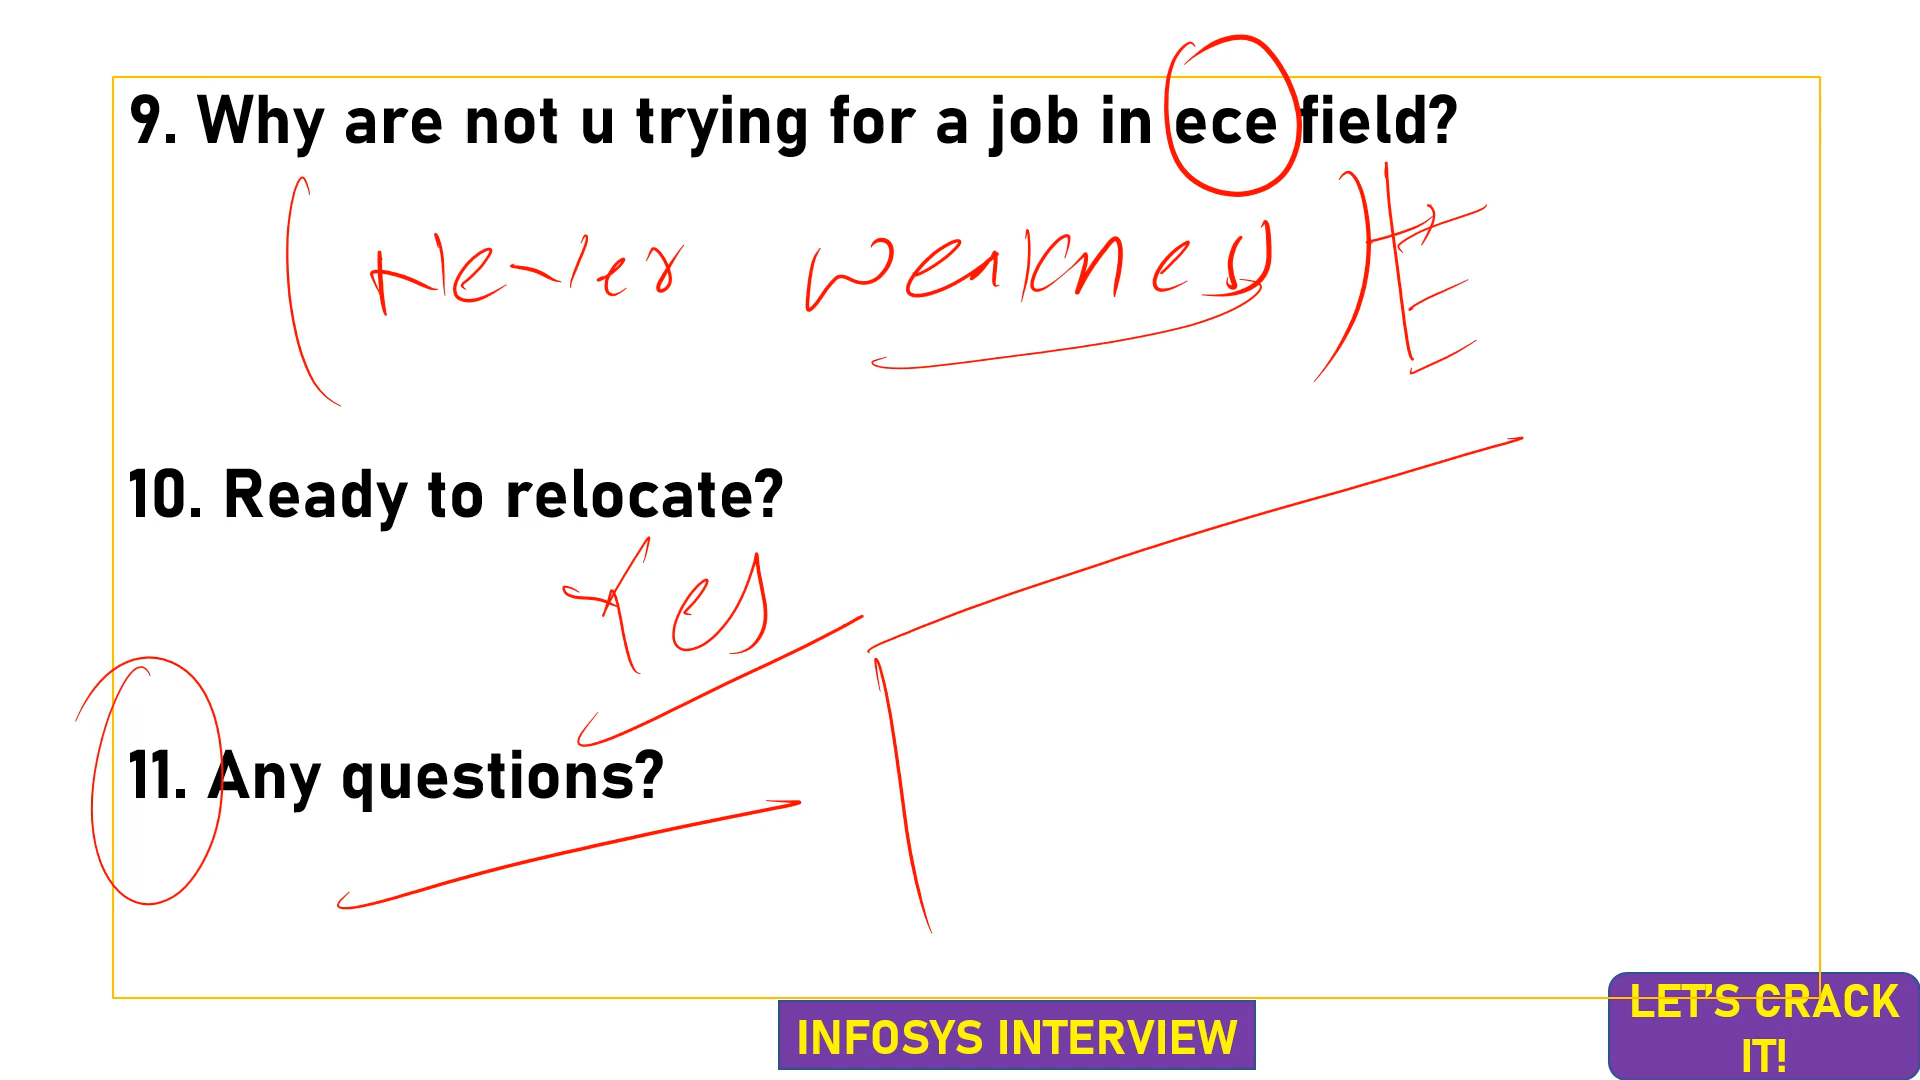 9. Why are not u trying for a job in ece field?
(Never weakness)
10. Ready to relocate?
Yes
11. Any questions?
INFOSYS INTERVIEW
LET'S CRACK
IT!